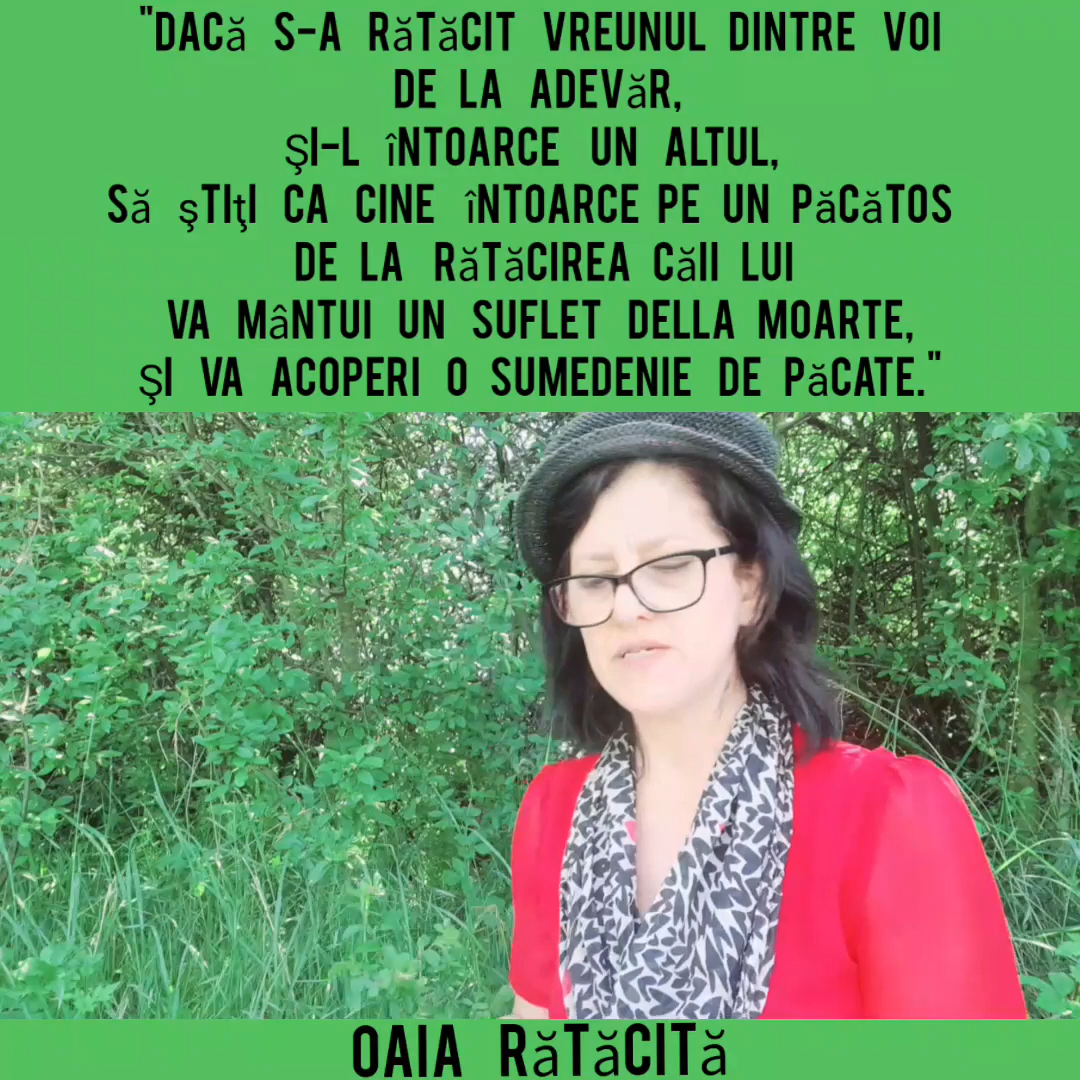 "DACă S-A RăTăCIT VREUNUL DINTRE VOI
DE LA ADEVăR,
ŞI-L îNTOARCE UN ALTUL,
Să şTIţI CA CINE îNTOARCE PE UN PăCăTOS
DE LA RăTăCIREA CăII LUI
VA MâNTUI UN SUFLET DELLA MOARTE,
ŞI VA ACOPERI O SUMEDENIE DE PăCATE."
OAIA RăTăCITă